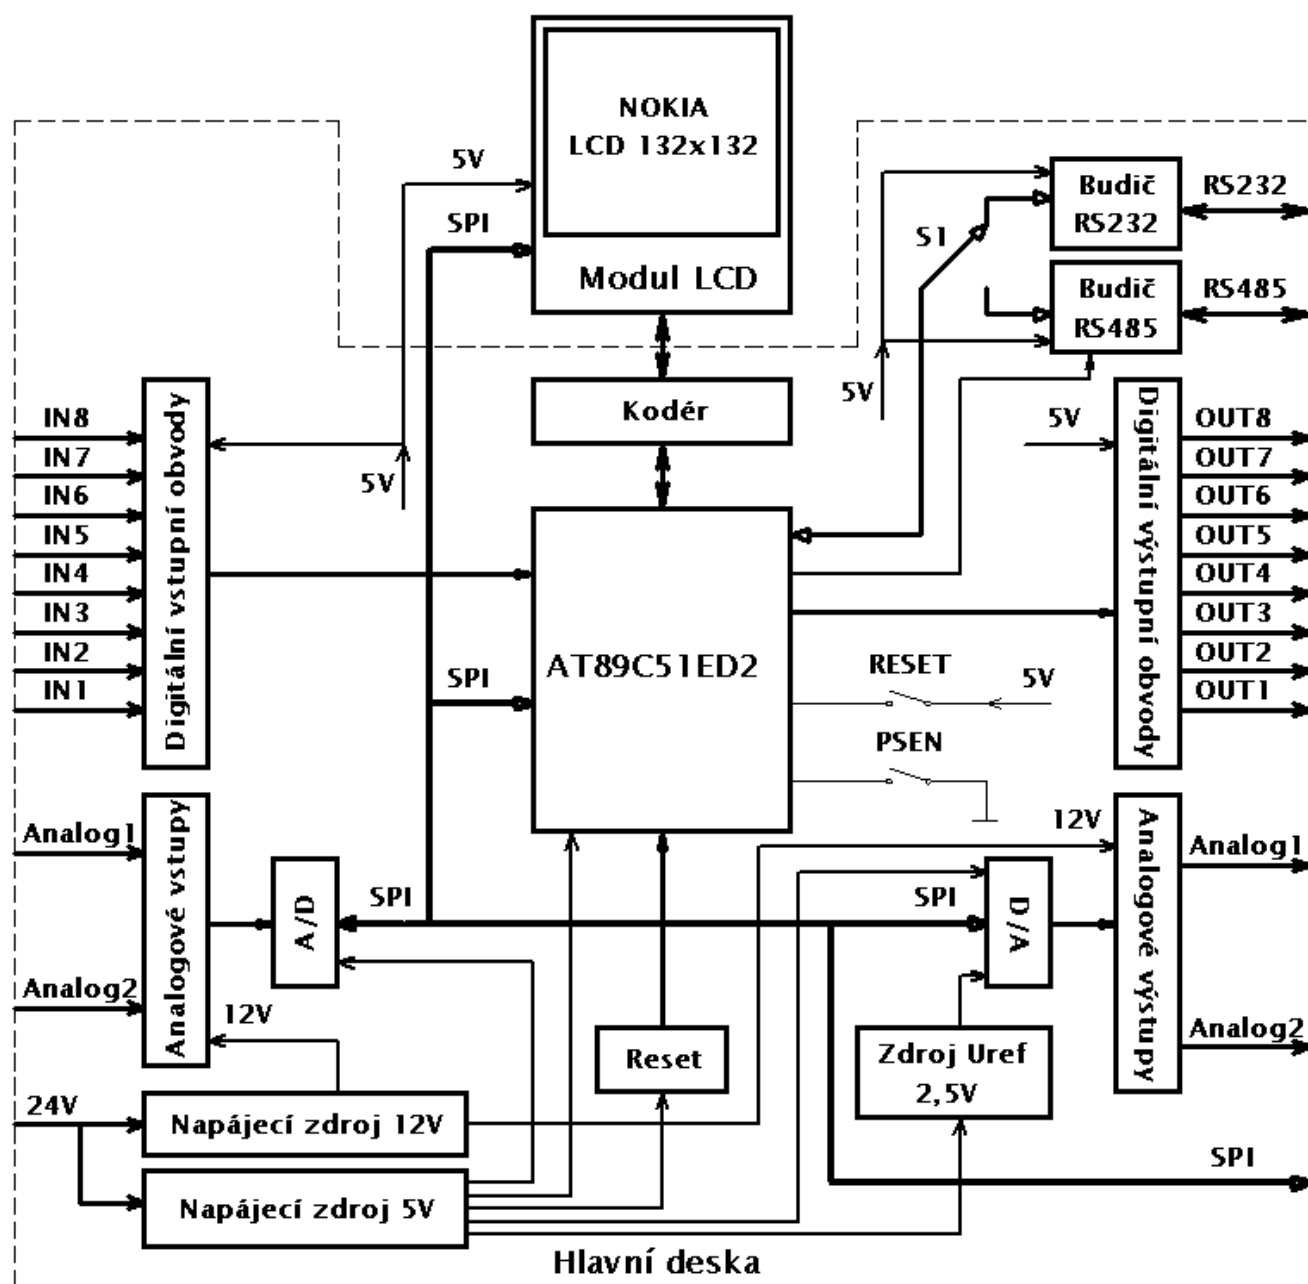 NOKIA
LCD 132x132
Modul LCD
5V
SPI
S1
Budič
RS232
RS232
Budič
RS485
RS485
5V
5V
Kodér
5V
IN8
IN7
IN6
IN5
IN4
IN3
IN2
IN1
Digitální vstupní obvody
AT89C51ED2
SPI
RESET
5V
PSEN
Digitální výstupní obvody
OUT8
OUT7
OUT6
OUT5
OUT4
OUT3
OUT2
OUT1
Analog1
Analog2
Analogové vstupy
12V
A/D
SPI
SPI
D/A
12V
Analogové výstupy
Analog1
Analog2
Reset
Zdroj Uref
2,5V
24V
Napájecí zdroj 12V
Napájecí zdroj 5V
SPI
Hlavní deska